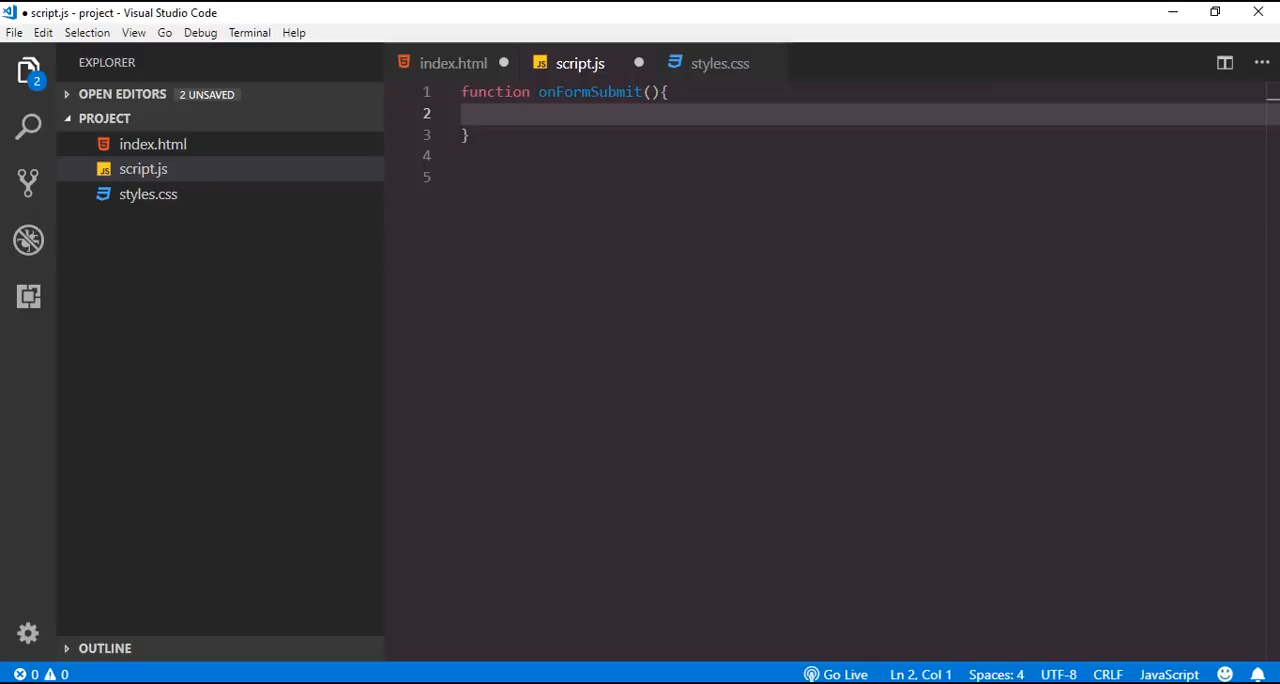 script.js - project - Visual Studio Code
File Edit Selection View Go Debug Terminal Help
2
EXPLORER
OPEN EDITORS 2 UNSAVED
PROJECT
index.html
script.js
styles.css
OUTLINE
index.html script.js styles.css
1 function onFormSubmit(){
2
3 }
4
5
0 0 Go Live Ln 2, Col 1 Spaces: 4 UTF-8 CRLF JavaScript